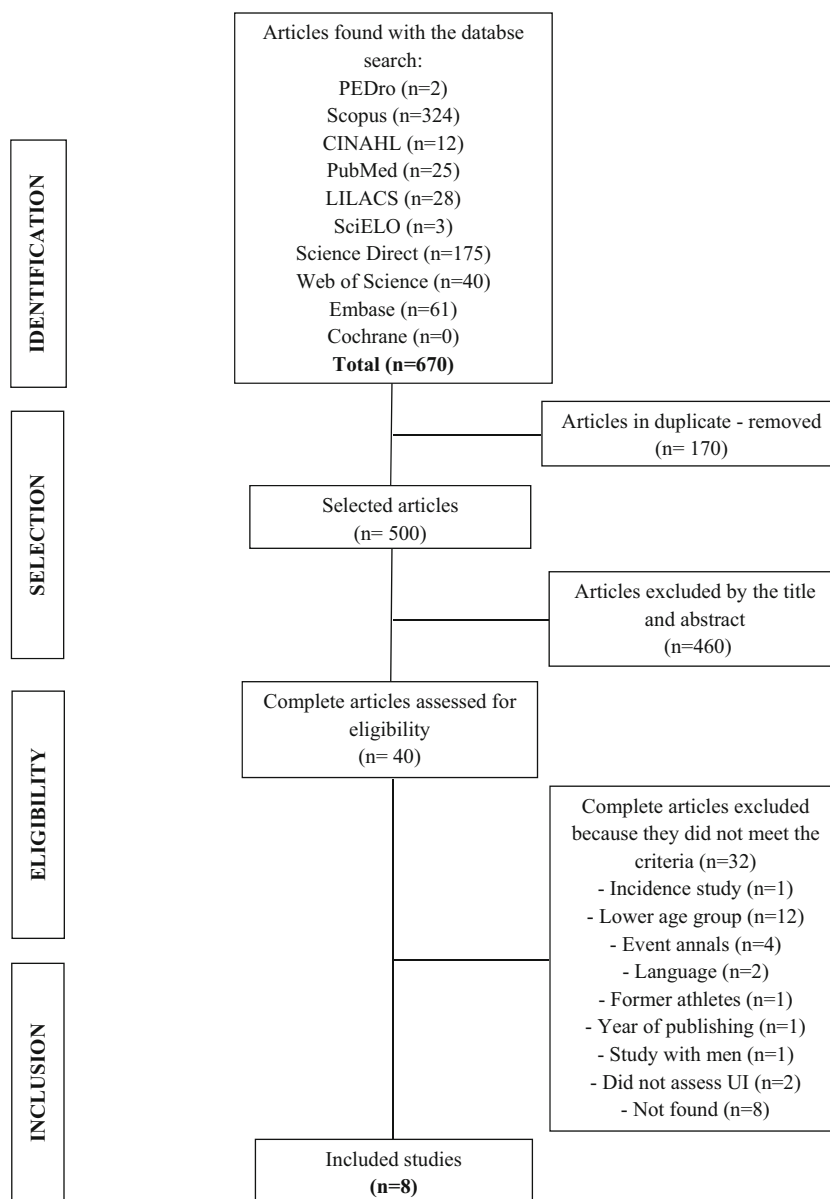 Articles found with the databse
search:
PEDro (n=2)
Scopus (n=324)
CINAHL (n=12)
PubMed (n=25)
LILACS (n=28)
SciELO (n=3)
Science Direct (n=175)
Web of Science (n=40)
Embase (n=61)
Cochrane (n=0)
Total (n=670)
IDENTIFICATION
Articles in duplicate - removed
(n= 170)
SELECTION
Selected articles
(n= 500)
Articles excluded by the title
and abstract
(n=460)
Complete articles assessed for
eligibility
(n= 40)
ELIGIBILITY
Complete articles excluded
because they did not meet the
criteria (n=32)
- Incidence study (n=1)
- Lower age group (n=12)
- Event annals (n=4)
- Language (n=2)
- Former athletes (n=1)
- Year of publishing (n=1)
- Study with men (n=1)
- Did not assess UI (n=2)
- Not found (n=8)
INCLUSION
Included studies
(n=8)